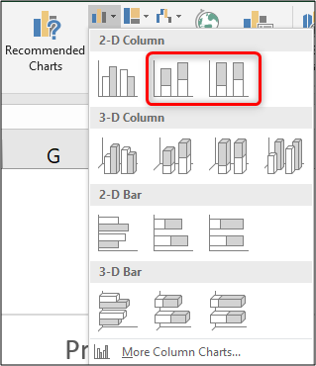 Recommended
Charts
2-D Column
3-D Column
G
2-D Bar
3-D Bar
Pr
More Column Charts...